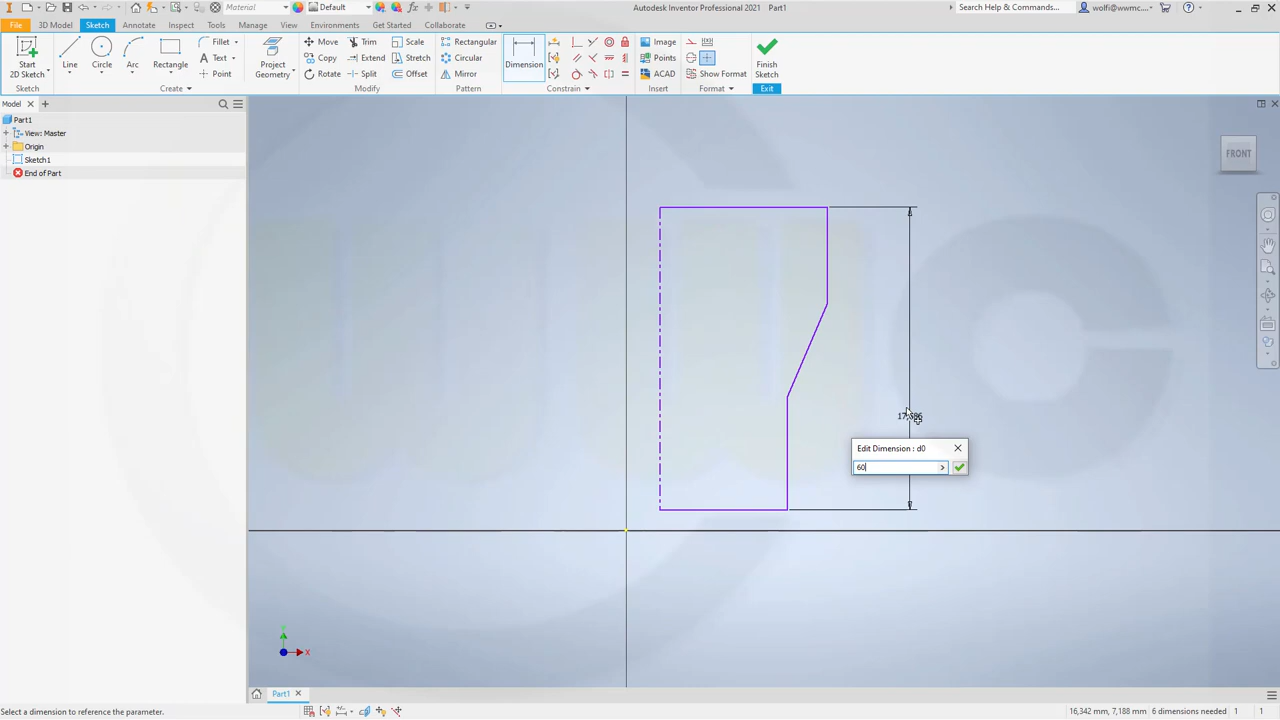 Material
Default
Autodesk Inventor Professional 2021 Part1
Search Help & Commands...
wolfi@wwmc....
File
3D Model
Sketch
Annotate
Inspect
Tools
Manage
View
Environments
Get Started
Collaborate
Start
2D Sketch
Line
Circle
Arc
Rectangle
Fillet
Text
Point
Project
Geometry
Move
Copy
Rotate
Trim
Extend
Split
Scale
Stretch
Offset
Rectangular
Circular
Mirror
Dimension
Image
Points
ACAD
Show Format
Finish
Sketch
Sketch
Create
Modify
Pattern
Constrain
Insert
Format
Exit
Model
Part1
View: Master
Origin
Sketch1
End of Part
FRONT
Edit Dimension : d0
60
X
Part1
Select a dimension to reference the parameter.
16,342 mm, 7,188 mm
6 dimensions needed
1
1